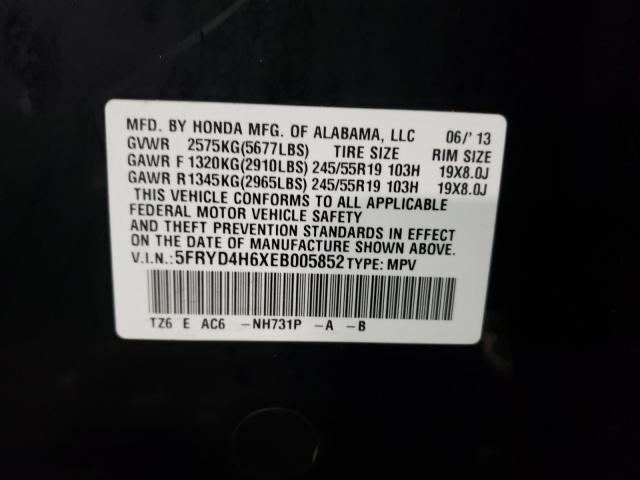 MFD. BY HONDA MFG. OF ALABAMA, LLC 06/' 13
GVWR 2575KG(5677LBS) TIRE SIZE RIM SIZE
GAWR F 1320KG(2910LBS) 245/55R19 103H 19X8.0J
GAWR R1345KG(2965LBS) 245/55R19 103H 19X8.0J
THIS VEHICLE CONFORMS TO ALL APPLICABLE
FEDERAL MOTOR VEHICLE SAFETY
AND THEFT PREVENTION STANDARDS IN EFFECT
ON THE DATE OF MANUFACTURE SHOWN ABOVE.
V.I.N.:5FRYD4H6XEB005852 TYPE: MPV
TZ6 E AC6 -NH731P -A -B